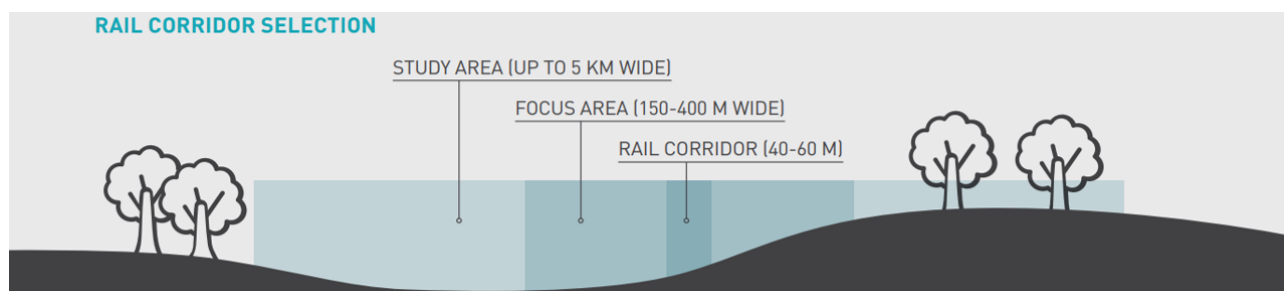 RAIL CORRIDOR SELECTION
STUDY AREA (UP TO 5 KM WIDE)
FOCUS AREA (150-400 M WIDE)
RAIL CORRIDOR (40-60 M)